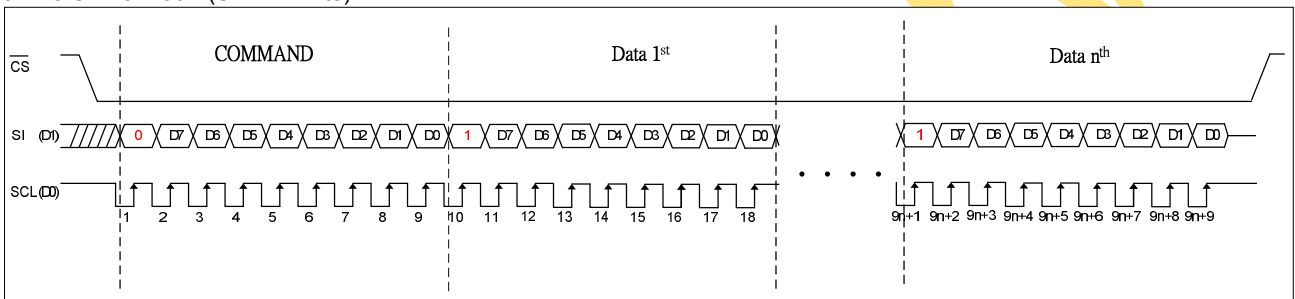 COMMAND Data 1st Data nth
CS
SI (D1) 0 D7 D6 D5 D4 D3 D2 D1 D0 1 D7 D6 D5 D4 D3 D2 D1 D0 1 D7 D6 D5 D4 D3 D2 D1 D0
SCL(D0)
1 2 3 4 5 6 7 8 9 10 11 12 13 14 15 16 17 18 9n+1 9n+2 9n+3 9n+4 9n+5 9n+6 9n+7 9n+8 9n+9